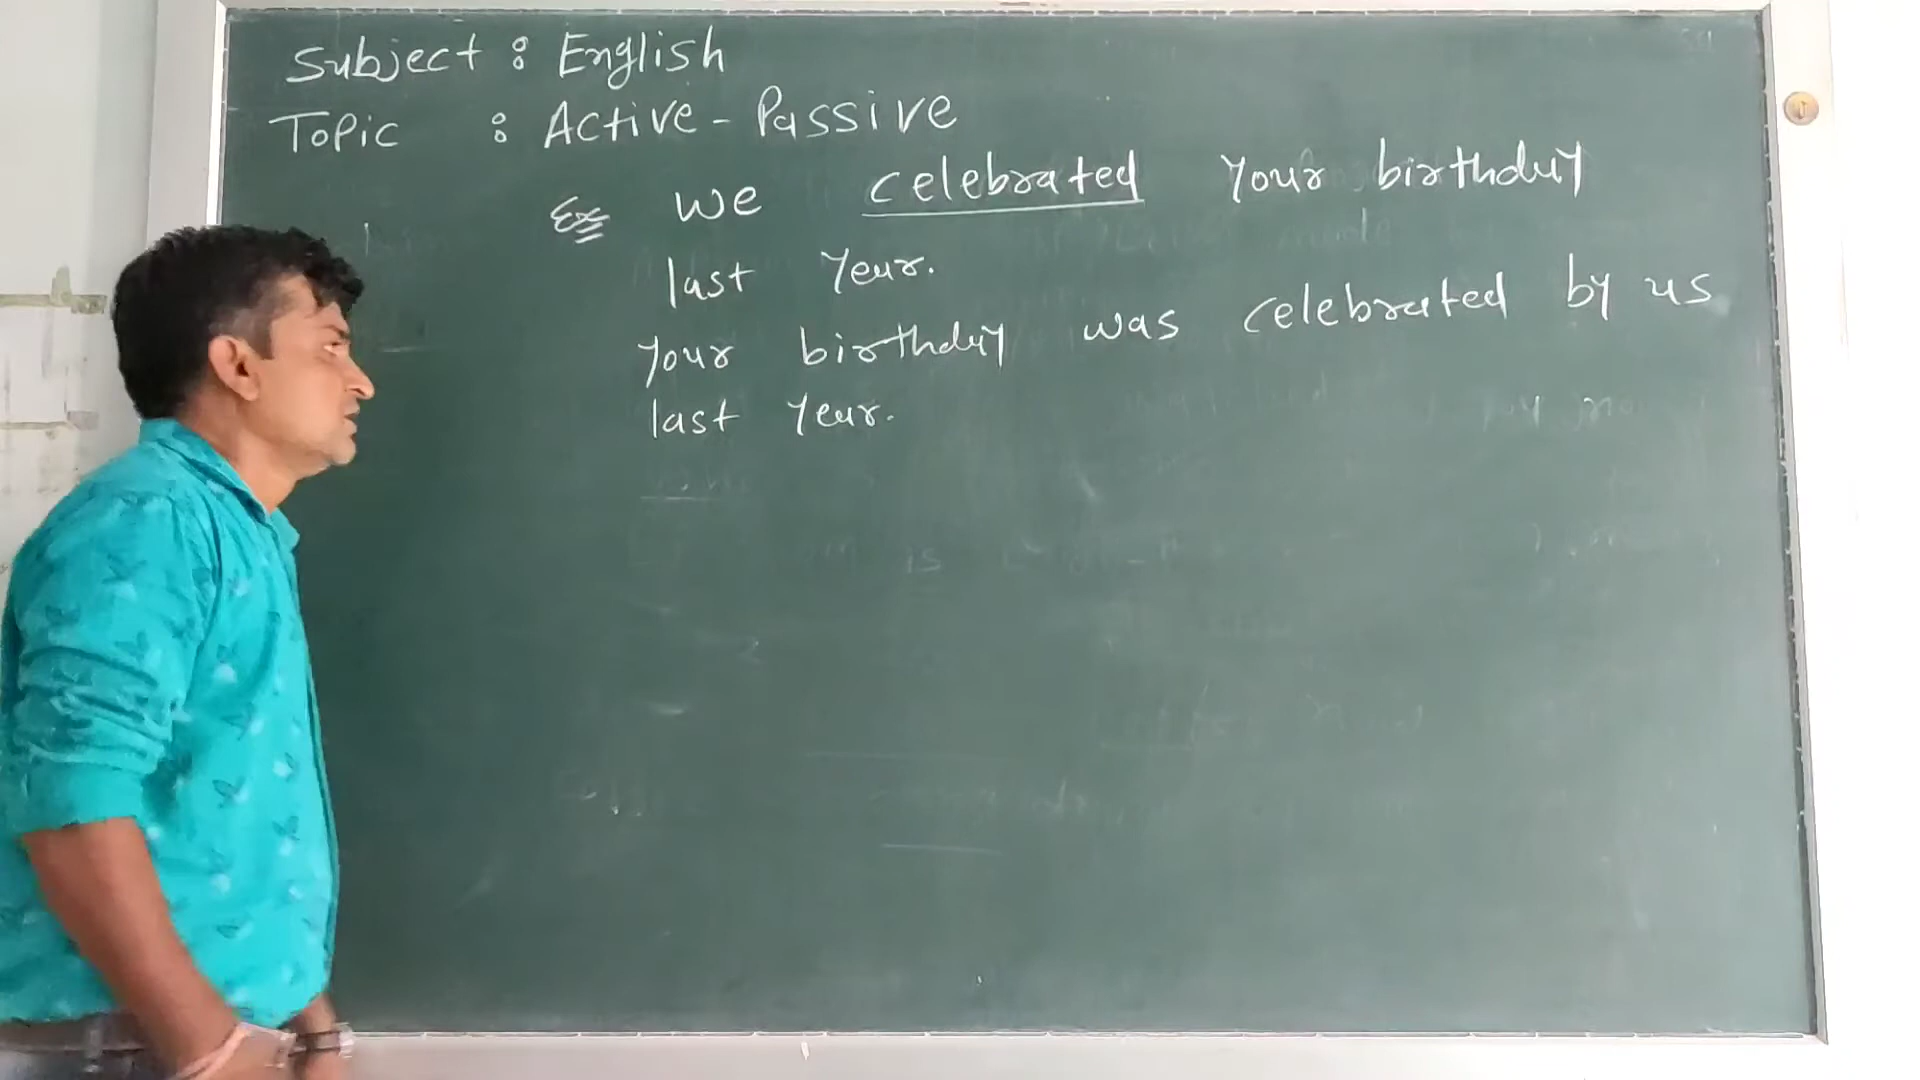 Subject : English
Topic : Active - Passive
Ex We celebrated your birthday
last year.
your birthday was celebrated by us
last year.